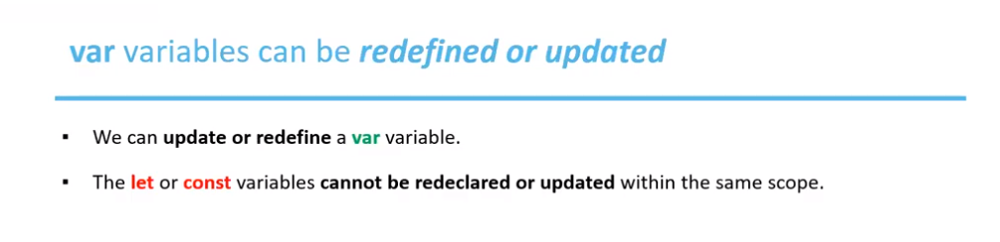 var variables can be redefined or updated
▪ We can update or redefine a var variable.
▪ The let or const variables cannot be redeclared or updated within the same scope.